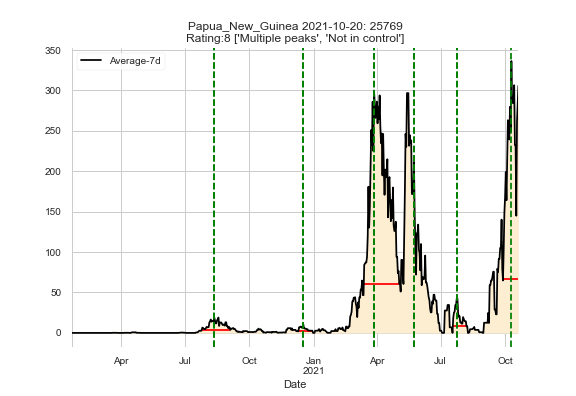 Papua_New_Guinea 2021-10-20: 25769
Rating:8 ['Multiple peaks', 'Not in control']
Average-7d
350
300
250
200
150
100
50
0
Apr Jul Oct Jan Apr Jul Oct
2021
Date